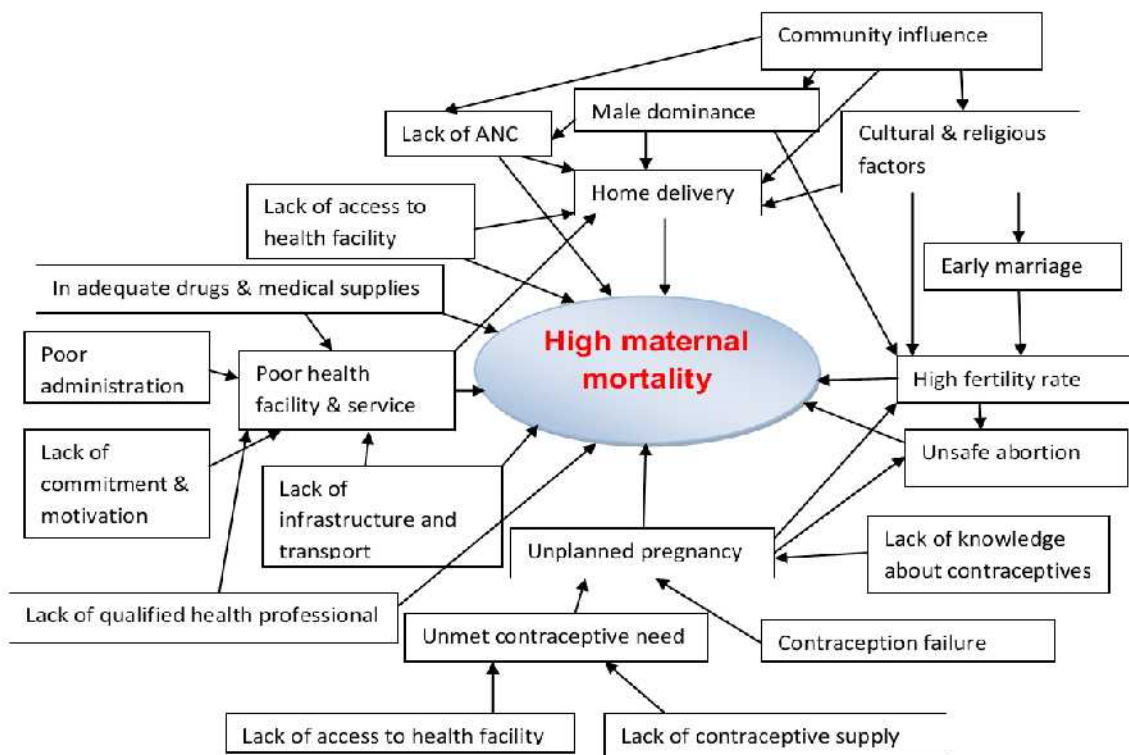 Community influence
Male dominance
Lack of ANC
Cultural & religious
factors
Home delivery
Lack of access to
health facility
Early marriage
In adequate drugs & medical supplies
High maternal
mortality
Poor
administration
Poor health
facility & service
High fertility rate
Unsafe abortion
Lack of
commitment &
motivation
Lack of
infrastructure and
transport
Unplanned pregnancy
Lack of knowledge
about contraceptives
Lack of qualified health professional
Unmet contraceptive need
Contraception failure
Lack of access to health facility
Lack of contraceptive supply